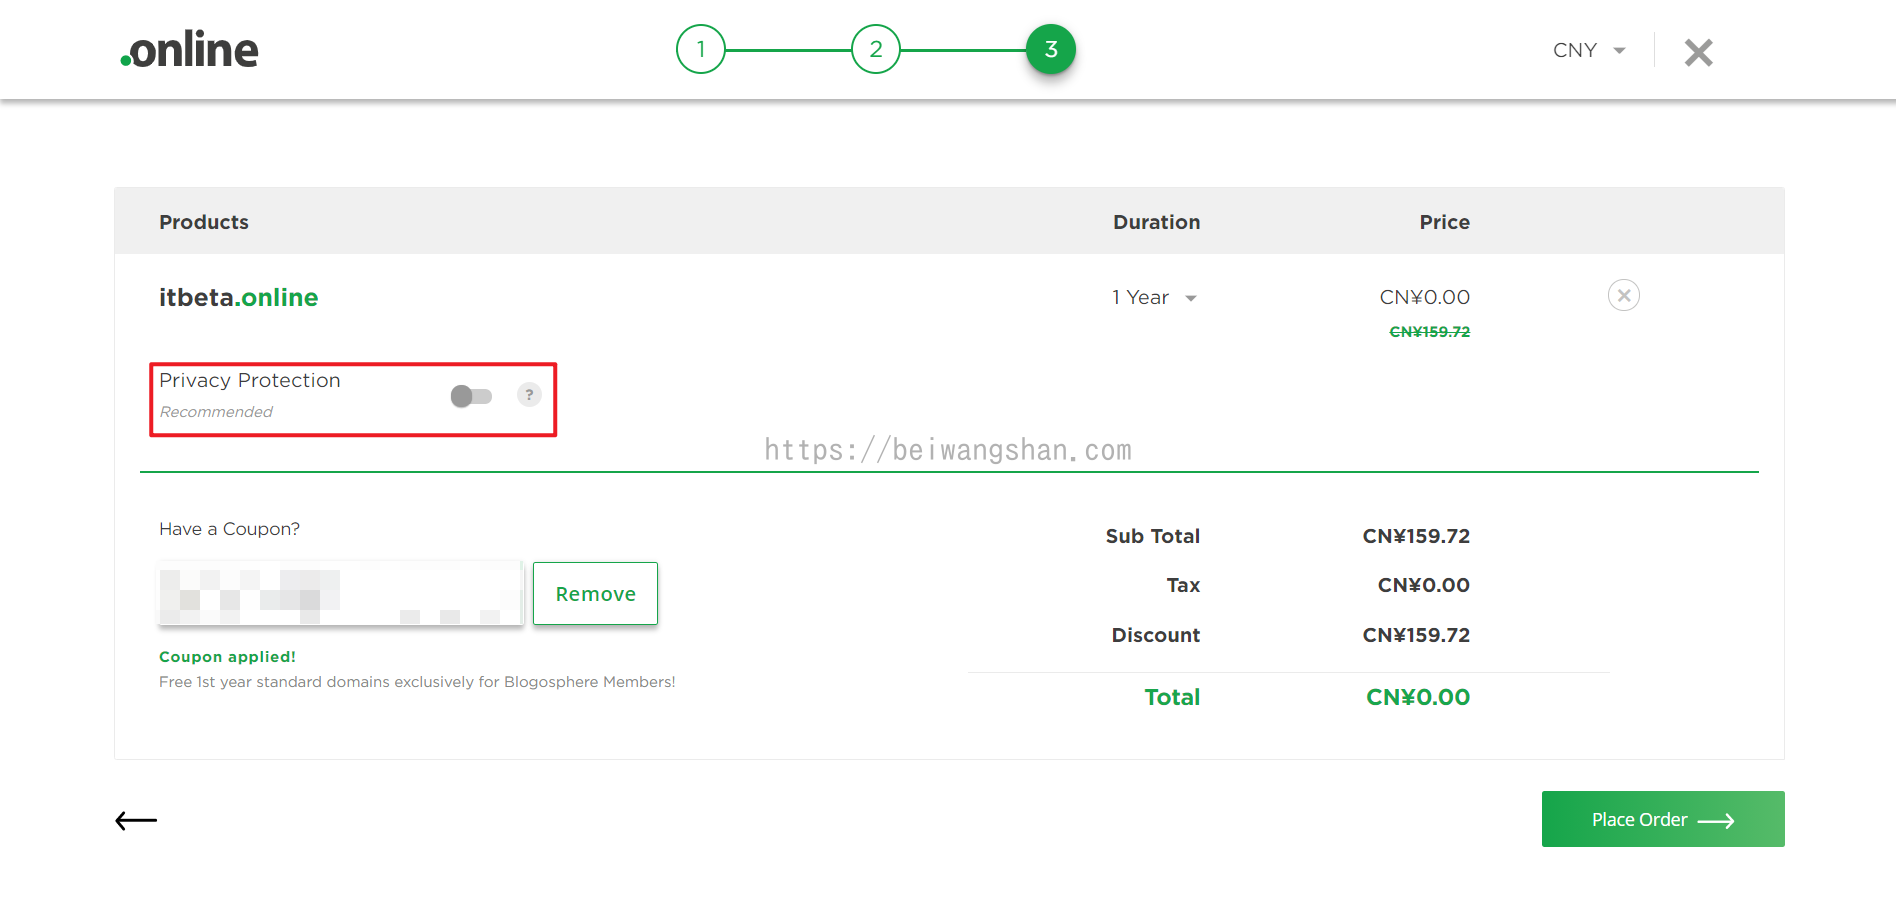 .online
1
2
3
CNY
Products
Duration
Price
itbeta.online
1 Year
CN¥0.00
CN¥159.72
Privacy Protection
?
Recommended
https://beiwangshan.com
Have a Coupon?
Remove
Coupon applied!
Free 1st year standard domains exclusively for Blogosphere Members!
Sub Total
CN¥159.72
Tax
CN¥0.00
Discount
CN¥159.72
Total
CN¥0.00
Place Order